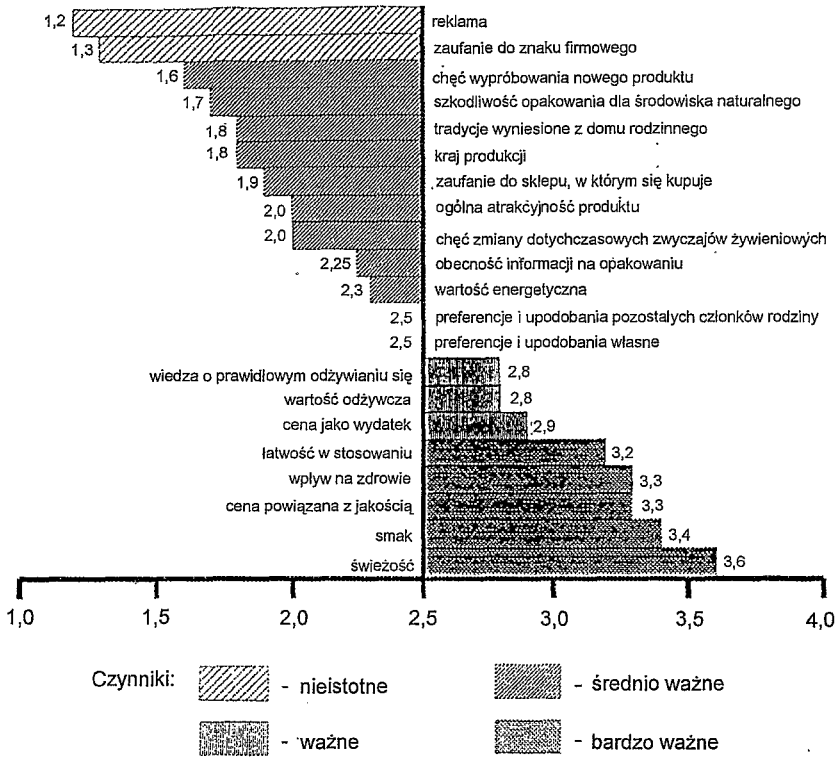 1,2 reklama
1,3 zaufanie do znaku firmowego
1,6 chęć wypróbowania nowego produktu
1,7 szkodliwość opakowania dla środowiska naturalnego
1,8 tradycje wyniesione z domu rodzinnego
1,8 kraj produkcji
1,9 zaufanie do sklepu, w którym się kupuje
2,0 ogólna atrakcyjność produktu
2,0 chęć zmiany dotychczasowych zwyczajów żywieniowych
2,25 obecność informacji na opakowaniu
2,3 wartość energetyczna
2,5 preferencje i upodobania pozostałych członków rodziny
2,5 preferencje i upodobania własne
wiedza o prawidłowym odżywianiu się 2,8
wartość odżywcza 2,8
cena jako wydatek 2,9
łatwość w stosowaniu 3,2
wpływ na zdrowie 3,3
cena powiązana z jakością 3,3
smak 3,4
świeżość 3,6
1,0 1,5 2,0 2,5 3,0 3,5 4,0
Czynniki: - nieistotne - średnio ważne
- ważne - bardzo ważne